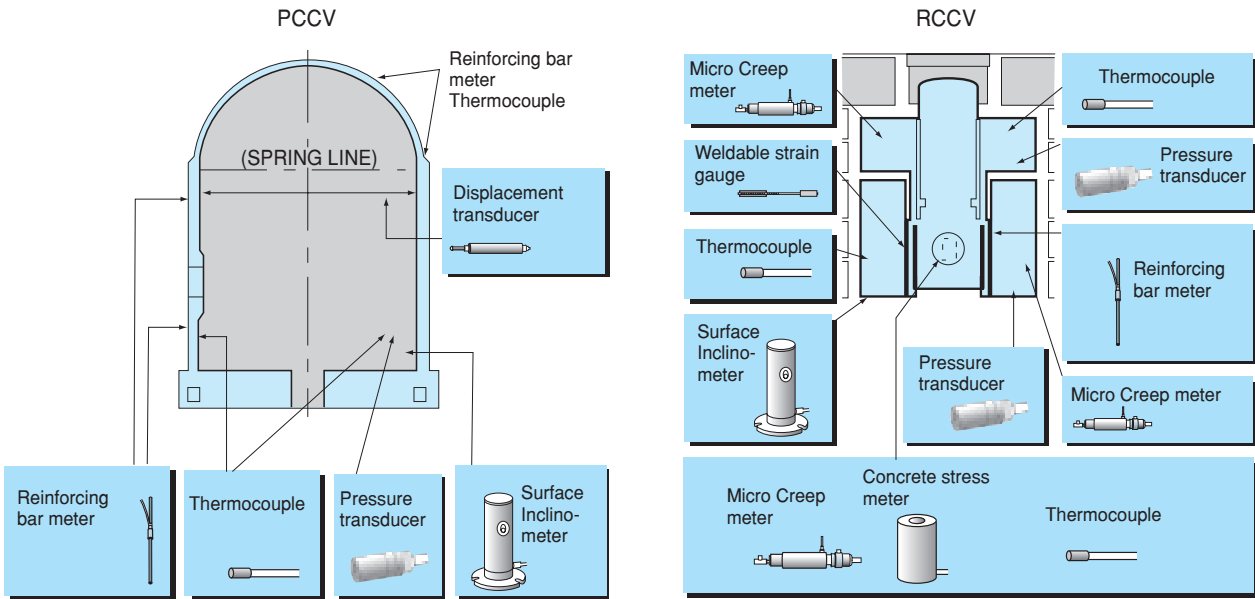 PCCV
Reinforcing bar
meter
Thermocouple
(SPRING LINE)
Displacement
transducer
Reinforcing
bar meter
Thermocouple
Pressure
transducer
Surface
Inclino-
meter
RCCV
Micro Creep
meter
Thermocouple
Weldable strain
gauge
Pressure
transducer
Thermocouple
Reinforcing
bar meter
Surface
Inclino-
meter
Pressure
transducer
Micro Creep meter
Micro Creep
meter
Concrete stress
meter
Thermocouple